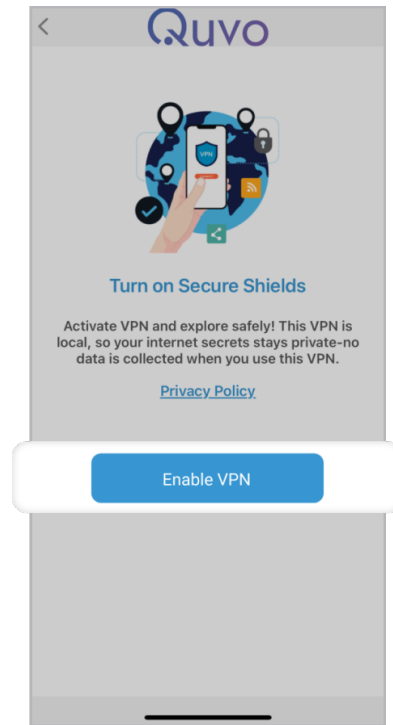 Quvo
VPN
Turn on Secure Shields
Activate VPN and explore safely! This VPN is
local, so your internet secrets stays private-no
data is collected when you use this VPN.
Privacy Policy
Enable VPN